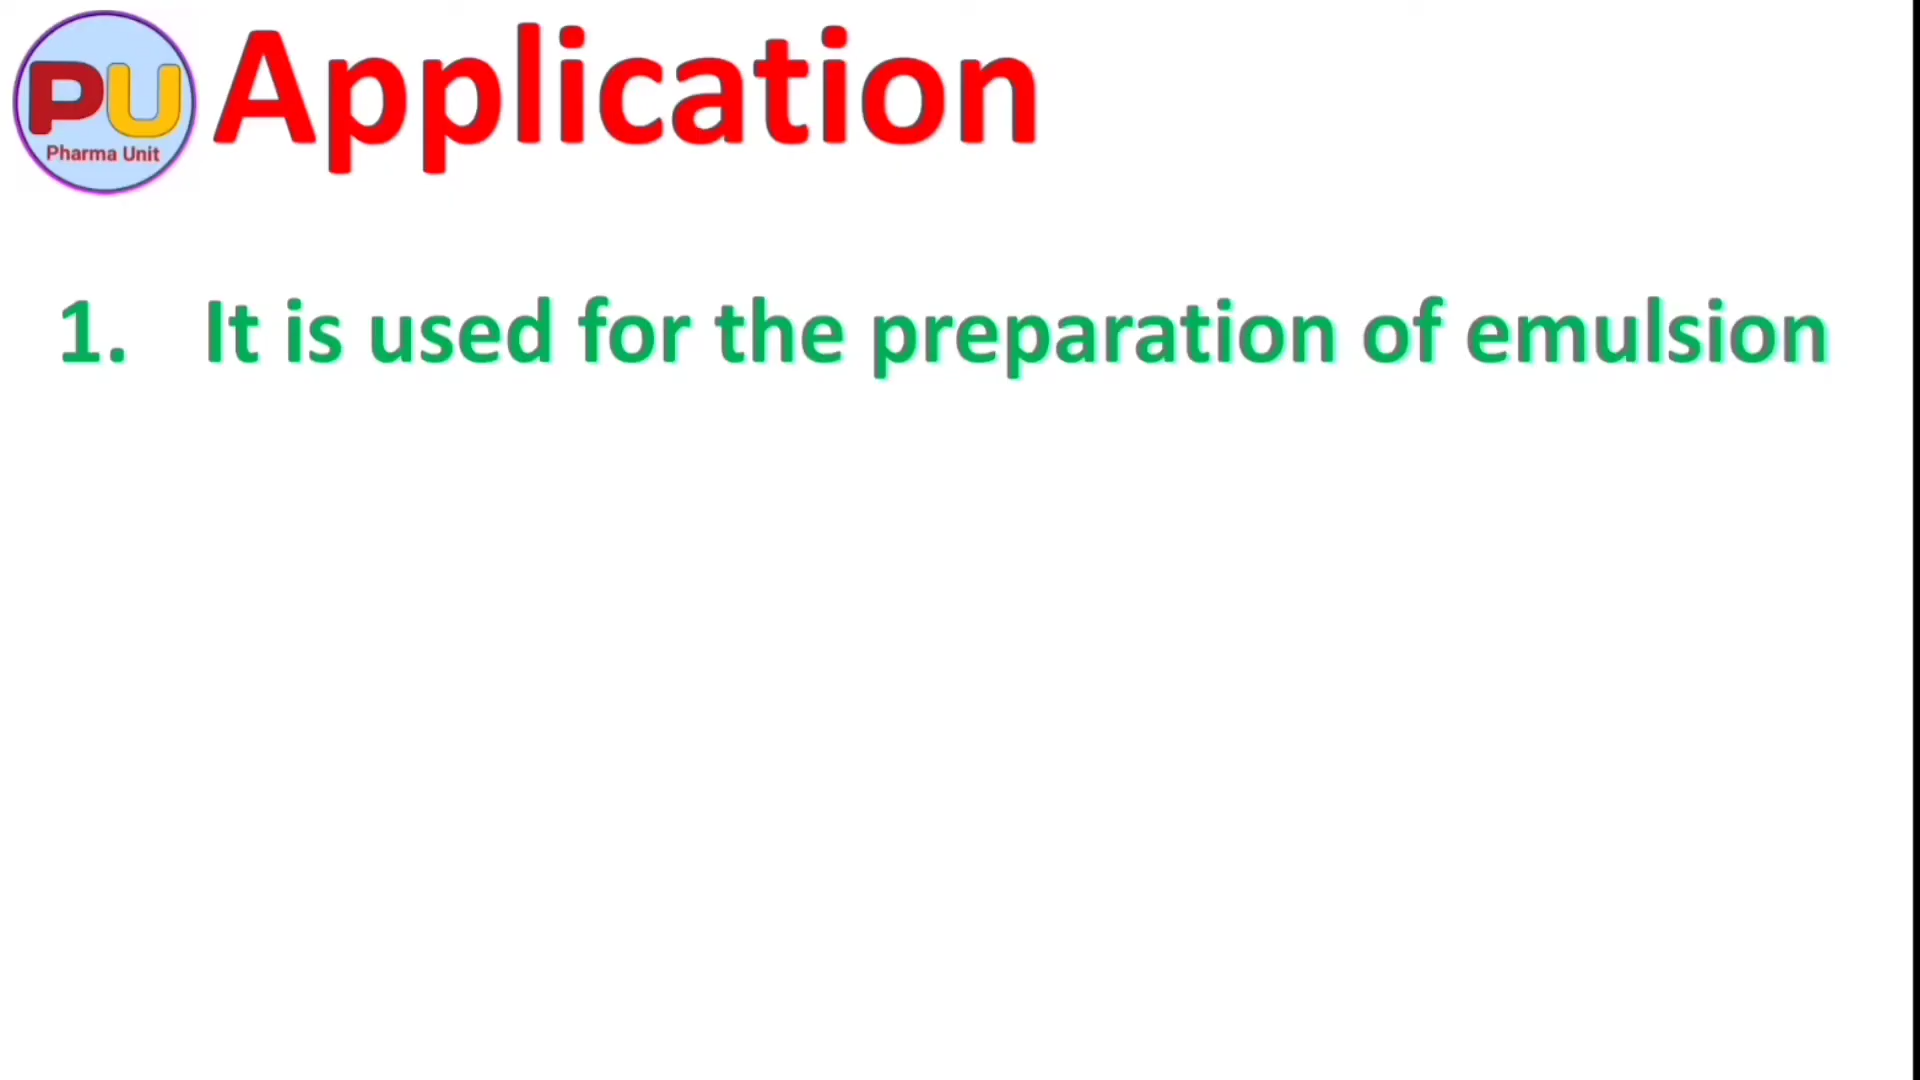 PU
Pharma Unit
Application
1. It is used for the preparation of emulsion